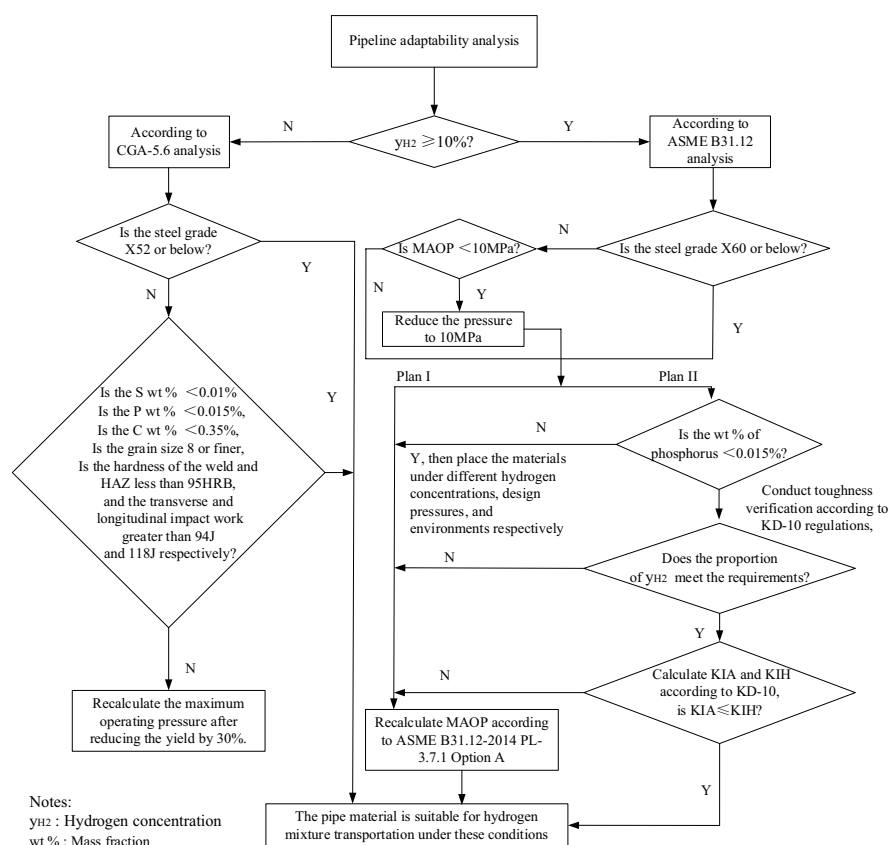 Pipeline adaptability analysis
N
yH2 ≥10%?
Y
According to
CGA-5.6 analysis
According to
ASME B31.12
analysis
Is the steel grade
X52 or below?
Y
N
Is MAOP <10MPa?
N
Is the steel grade X60 or below?
N
Y
Reduce the pressure
to 10MPa
Y
Plan I
Plan II
Is the S wt % <0.01%
Is the P wt % <0.015%,
Is the C wt % <0.35%,
Is the grain size 8 or finer,
Is the hardness of the weld and
HAZ less than 95HRB,
and the transverse and
longitudinal impact work
greater than 94J
and 118J respectively?
Y
N
N
Is the wt % of
phosphorus <0.015%?
Y, then place the materials
under different hydrogen
concentrations, design
pressures, and
environments respectively
Conduct toughness
verification according to
KD-10 regulations,
N
Does the proportion
of yH2 meet the requirements?
Y
N
Calculate KIA and KIH
according to KD-10,
is KIA≤KIH?
Y
Recalculate the maximum
operating pressure after
reducing the yield by 30%.
Recalculate MAOP according
to ASME B31.12-2014 PL-
3.7.1 Option A
The pipe material is suitable for hydrogen
mixture transportation under these conditions
Notes:
yH2 : Hydrogen concentration
wt % : Mass fraction